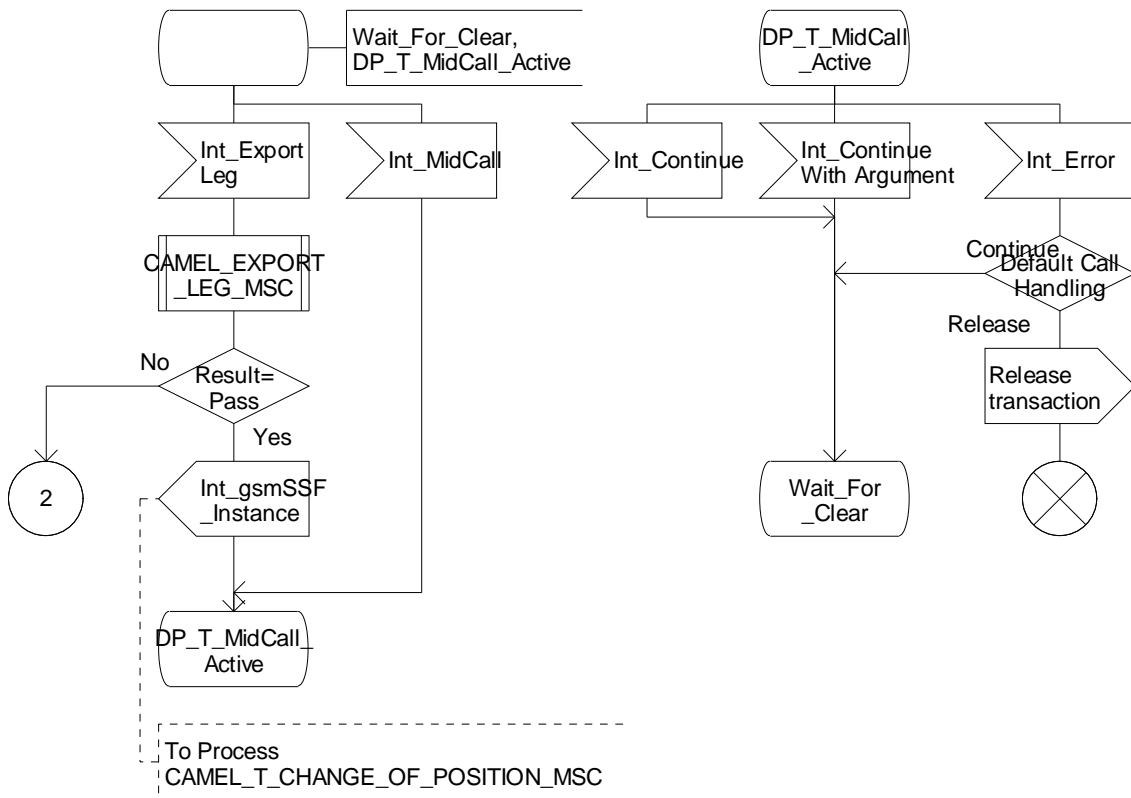 Wait_For_Clear,
DP_T_MidCall_Active
Int_Export
Leg
Int_MidCall
CAMEL_EXPORT
_LEG_MSC
No
Result=
Pass
Yes
2
Int_gsmSSF
_Instance
DP_T_MidCall_
Active
To Process
CAMEL_T_CHANGE_OF_POSITION_MSC
DP_T_MidCall
_Active
Int_Continue
Int_Continue
With Argument
Int_Error
Continue
Default Call
Handling
Release
Release
transaction
Wait_For
_Clear